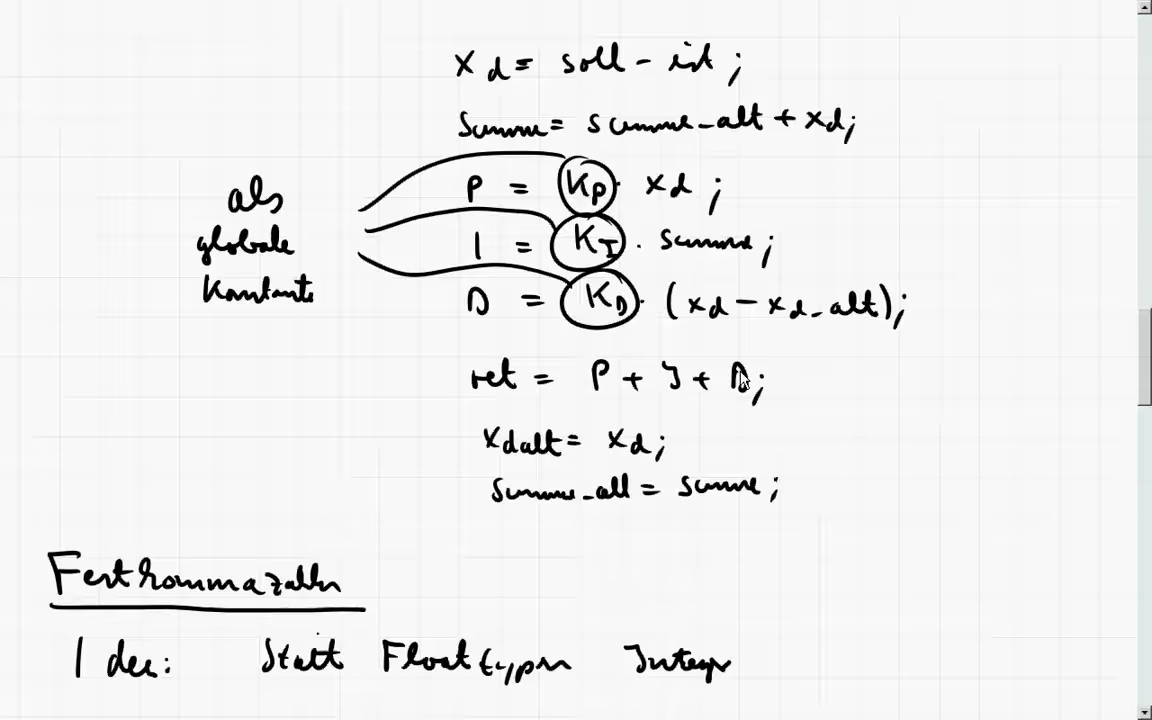 xd = soll - ist ;
Summe = summe_alt + xd;
P = KP · xd ;
I = KI · summe ;
D = KD · (xd - xd_alt);
als
globale
Konstante
ret = P + I + D;
xdalt = xd;
summe_alt = summe ;
Festkommazahlen
Idee: Statt Floattypen Integer